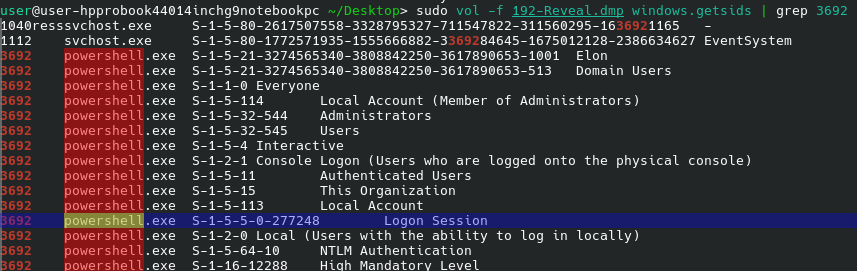 user@user-hpprobook44014inchg9notebookpc ~/Desktop> sudo vol -f 192-Reveal.dmp windows.getsids | grep 3692
1040resssvchost.exe S-1-5-80-2617507558-3328795327-711547822-311560295-1636921165 -
1112 svchost.exe S-1-5-80-1772571935-1555666882-3369284645-1675012128-2386634627 EventSystem
3692 powershell.exe S-1-5-21-3274565340-3808842250-3617890653-1001 Elon
3692 powershell.exe S-1-5-21-3274565340-3808842250-3617890653-513 Domain Users
3692 powershell.exe S-1-1-0 Everyone
3692 powershell.exe S-1-5-114 Local Account (Member of Administrators)
3692 powershell.exe S-1-5-32-544 Administrators
3692 powershell.exe S-1-5-32-545 Users
3692 powershell.exe S-1-5-4 Interactive
3692 powershell.exe S-1-2-1 Console Logon (Users who are logged onto the physical console)
3692 powershell.exe S-1-5-11 Authenticated Users
3692 powershell.exe S-1-5-15 This Organization
3692 powershell.exe S-1-5-113 Local Account
3692 powershell.exe S-1-5-5-0-277248 Logon Session
3692 powershell.exe S-1-2-0 Local (Users with the ability to log in locally)
3692 powershell.exe S-1-5-64-10 NTLM Authentication
3692 powershell.exe S-1-16-12288 High Mandatory Level